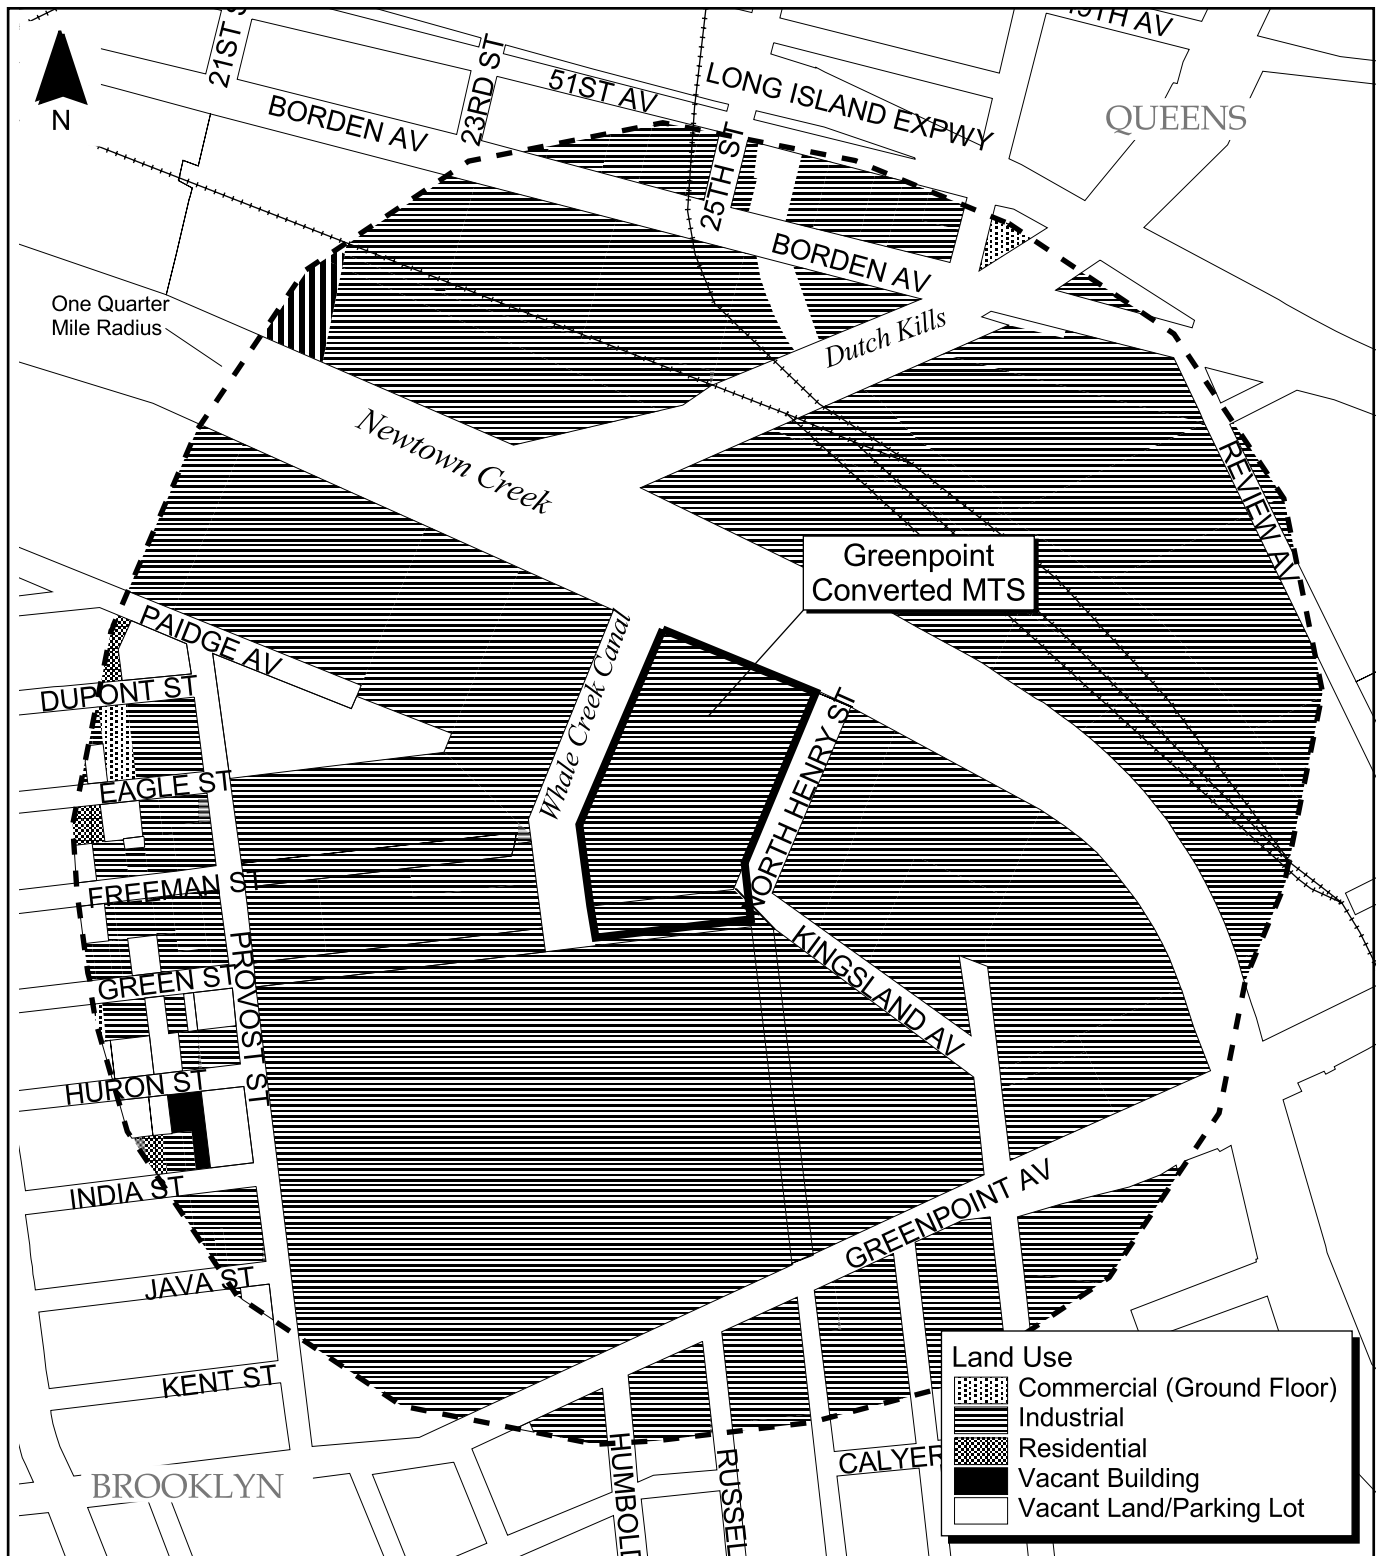 21ST S
23RD ST
51ST AV
LONG ISLAND EXPWY
QUEENS
N
BORDEN AV
25TH ST
BORDEN AV
One Quarter
Mile Radius
Dutch Kills
Newtown Creek
REVIEW AV
Greenpoint
Converted MTS
PAIDGE AV
Whale Creek Canal
DUPONT ST
NORTH HENRY ST
EAGLE ST
FREEMAN ST
PROVOST ST
KINGSLAND AV
GREEN ST
HURON ST
INDIA ST
GREENPOINT AV
JAVA ST
KENT ST
HUMBOL
RUSSEL
CALYER
BROOKLYN
Land Use
Commercial (Ground Floor)
Industrial
Residential
Vacant Building
Vacant Land/Parking Lot